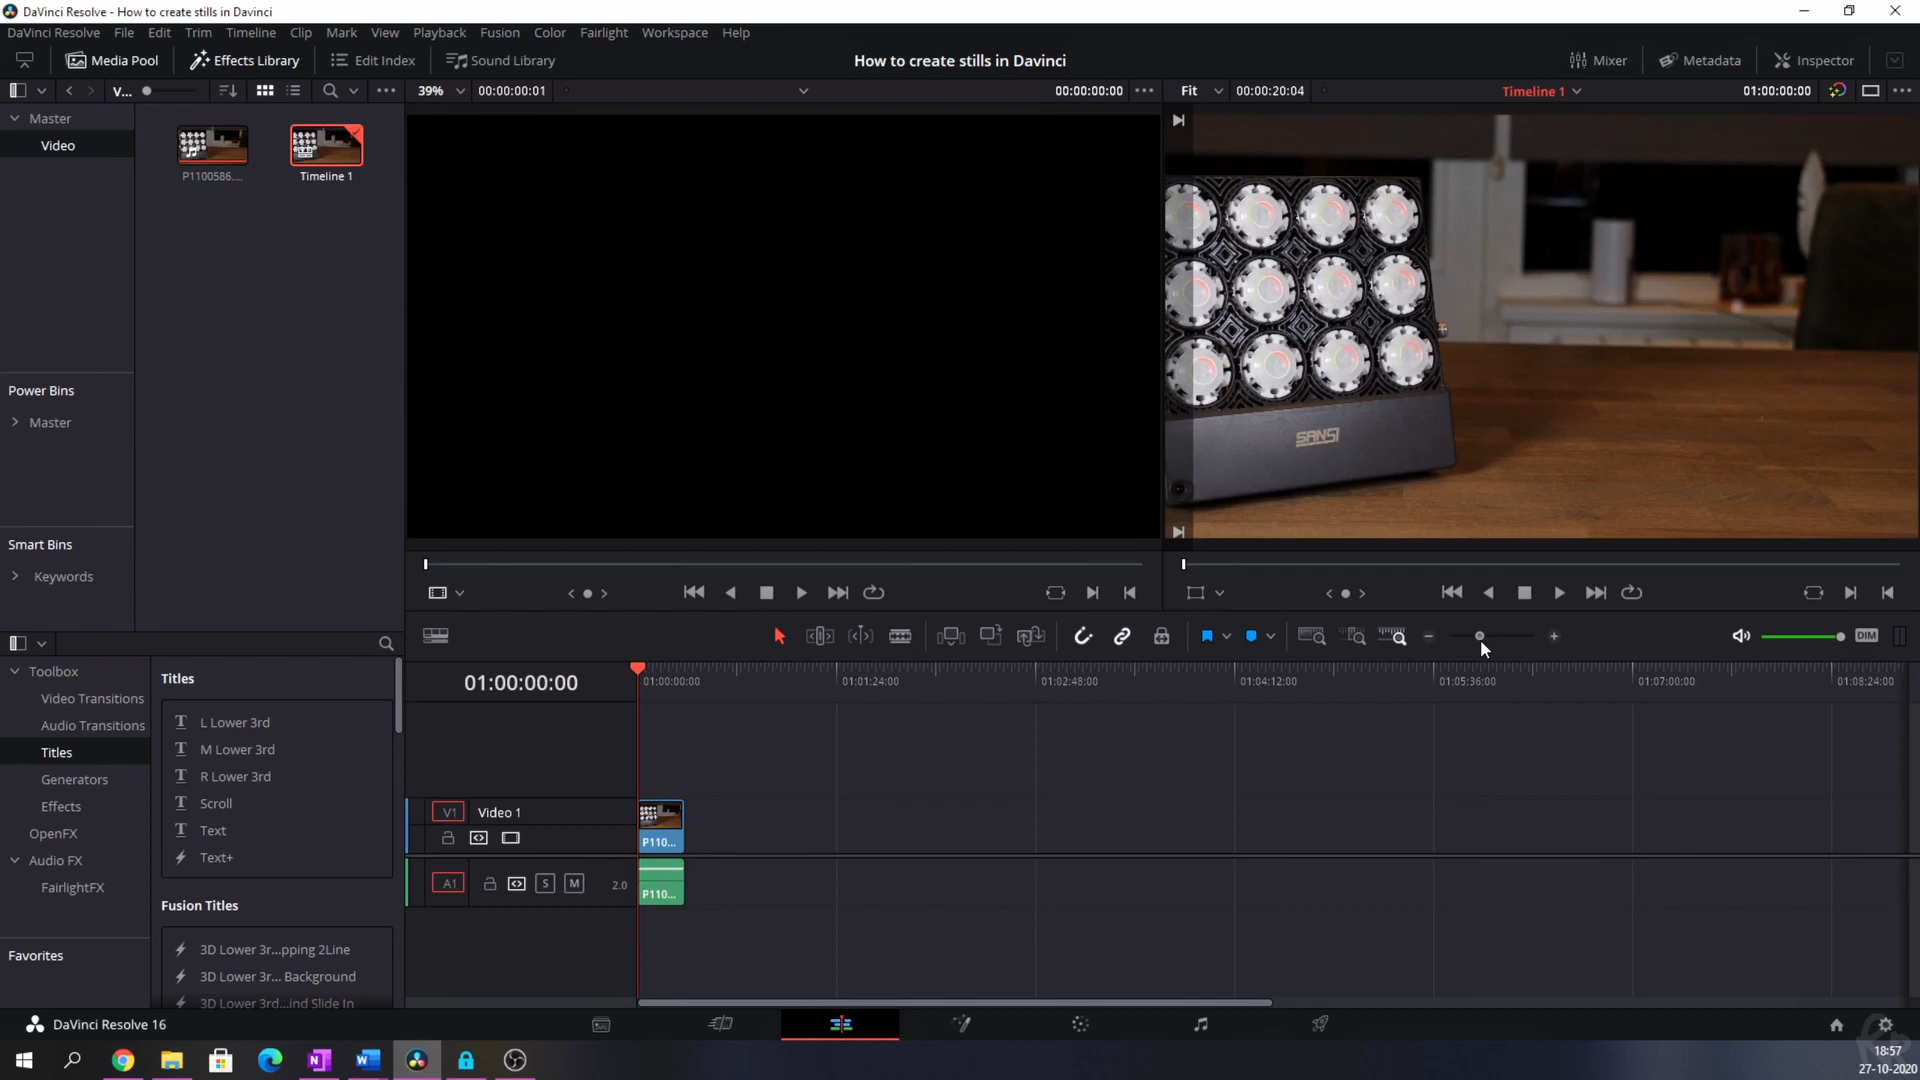 DaVinci Resolve - How to create stills in Davinci
DaVinci Resolve File Edit Trim Timeline Clip Mark View Playback Fusion Color Fairlight Workspace Help
Media Pool Effects Library Edit Index Sound Library How to create stills in Davinci Mixer Metadata Inspector
V... 39% 00:00:00:01 00:00:00:00 Fit 00:00:20:04 Timeline 1 01:00:00:00
Master
Video
P1100586....
Timeline 1
SANSI
Power Bins
Master
Smart Bins
Keywords
DIM
Toolbox
Video Transitions
Audio Transitions
Titles
Generators
Effects
OpenFX
Audio FX
FairlightFX
Favorites
Titles
L Lower 3rd
M Lower 3rd
R Lower 3rd
Scroll
Text
Text+
Fusion Titles
3D Lower 3r...pping 2Line
3D Lower 3r... Background
3D Lower 3rd...ind Slide In
01:00:00:00
01:00:00:00 01:01:24:00 01:02:48:00 01:04:12:00 01:05:36:00 01:07:00:00 01:08:24:00
V1 Video 1
P110...
A1 S M 2.0
P110...
DaVinci Resolve 16
18:57
27-10-2020